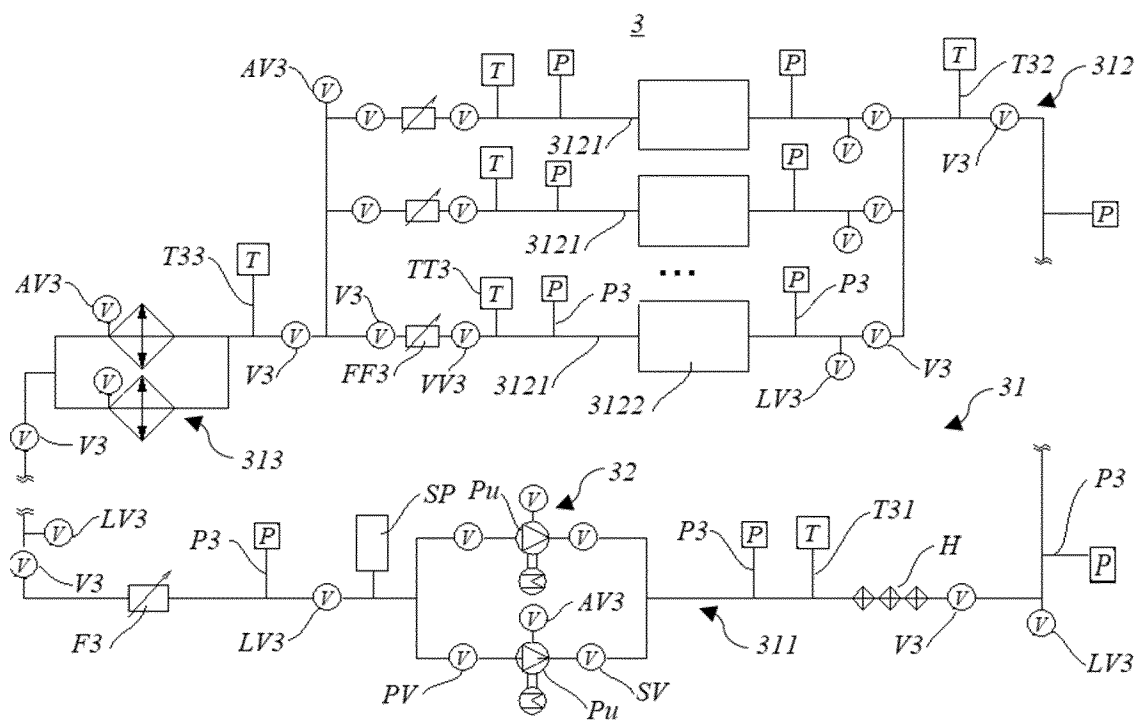 3
AV3 V T P P T T32 312
V V V V
3121 V V3
T P P
V V V P
T33 3121 V
AV3 T TT3 ...
V V3 T P P3 P P3
V V V V
V V3 FF3 VV3 3121 V V3
LV3
3122
V V3 313 31
SP Pu V 32
V LV3 P3 P V V P3 P T T31 H P3 P
V V3
F3 LV3 V AV3 V
V V3 V LV3
V V 311
PV Pu SV